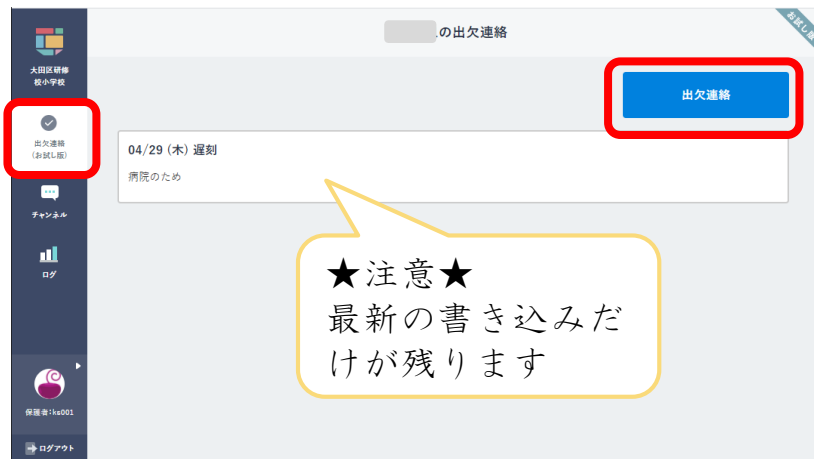 大田区研修
校小学校
出欠連絡
(お試し版)
チャンネル
ログ
保護者:ks001
ログアウト
の出欠連絡
お試し版
出欠連絡
04/29 (木) 遅刻
病院のため
★注意★
最新の書き込みだ
けが残ります